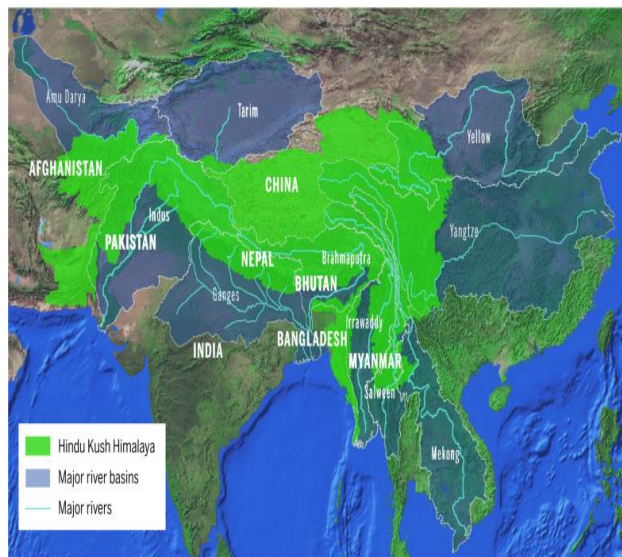 Amu Darya
Tarim
Yellow
AFGHANISTAN
CHINA
Indus
PAKISTAN
Yangtze
NEPAL
Brahmaputra
BHUTAN
Ganges
Irrawaddy
BANGLADESH
INDIA
MYANMAR
Salween
Mekong
Hindu Kush Himalaya
Major river basins
Major rivers